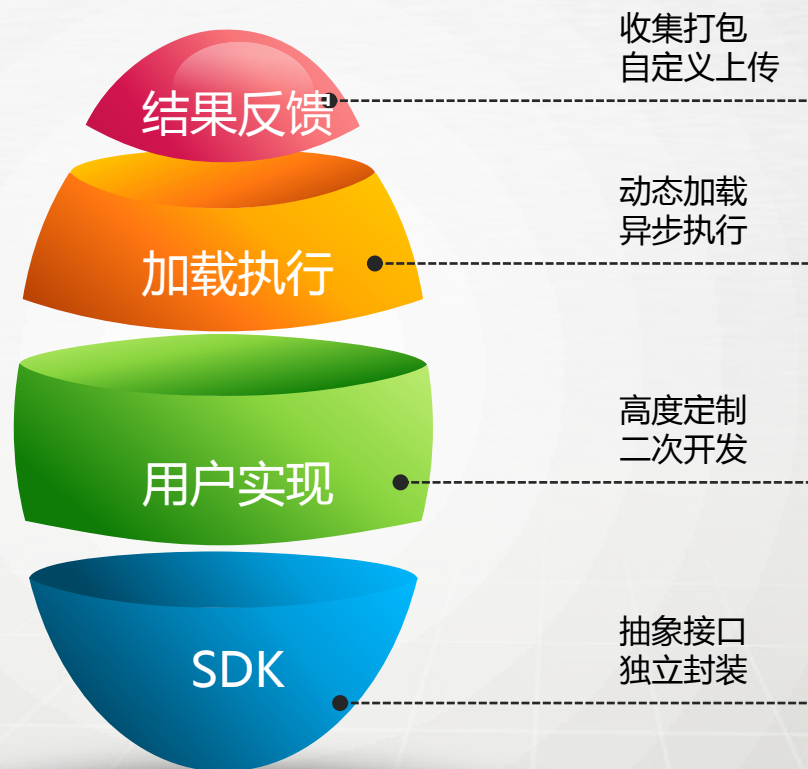 收集打包
自定义上传
结果反馈
动态加载
异步执行
加载执行
高度定制
二次开发
用户实现
抽象接口
独立封装
SDK